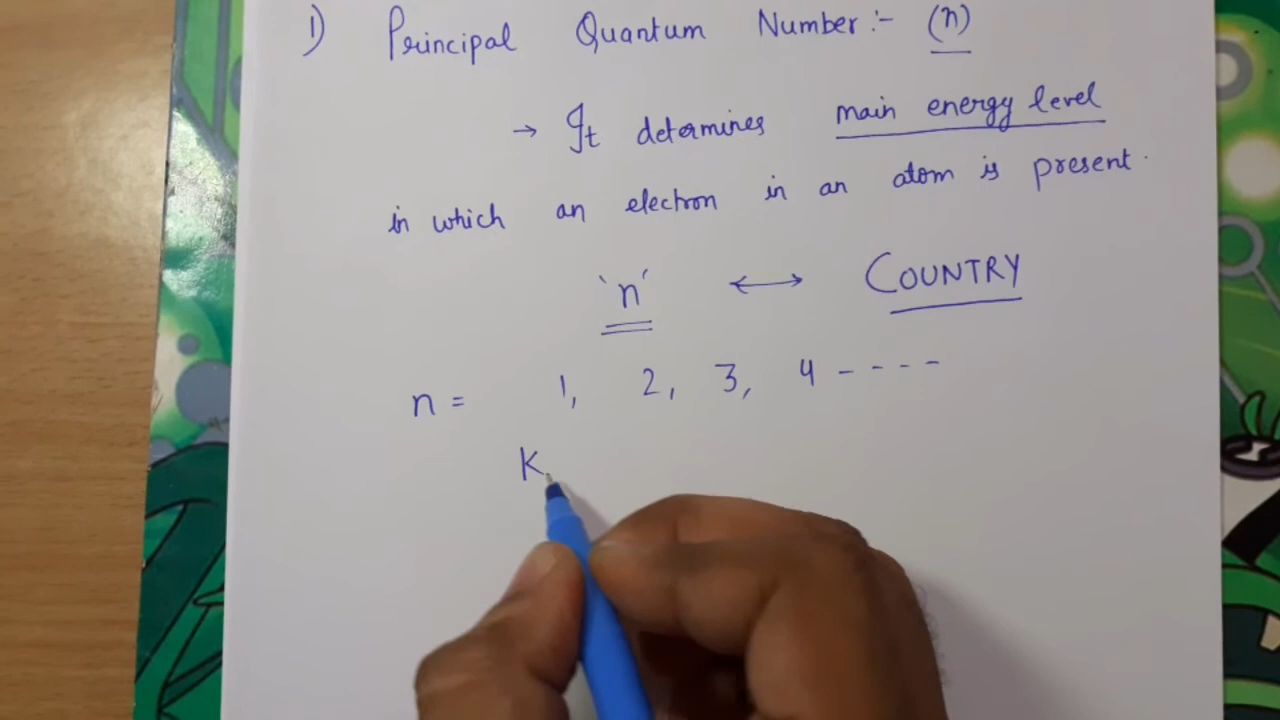 1) Principal Quantum Number :- (n)
→ It determines main energy level
in which an electron in an atom is present.
'n' ↔ COUNTRY
n = 1, 2, 3, 4 - - - -
K